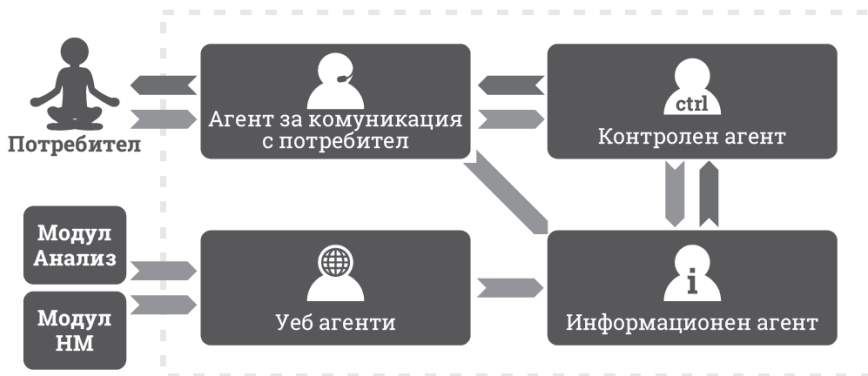 Потребител
Агент за комуникация
с потребител
ctrl
Контролен агент
Модул
Анализ
Модул
НМ
Уеб агенти
i
Информационен агент